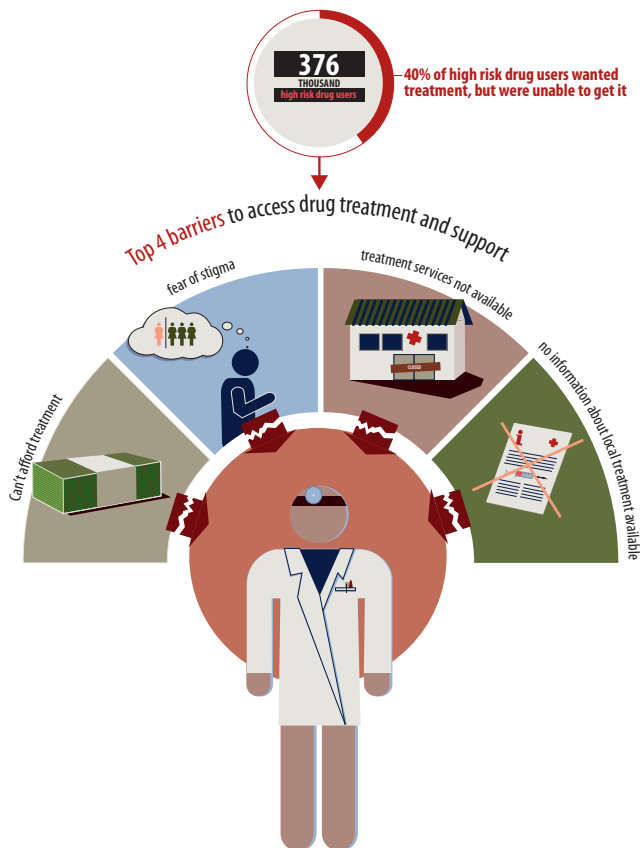 376
THOUSAND
high risk drug users
40% of high risk drug users wanted
treatment, but were unable to get it
Top 4 barriers to access drug treatment and support
Can't afford treatment
fear of stigma
treatment services not available
no information about local treatment available
CLOSED
i